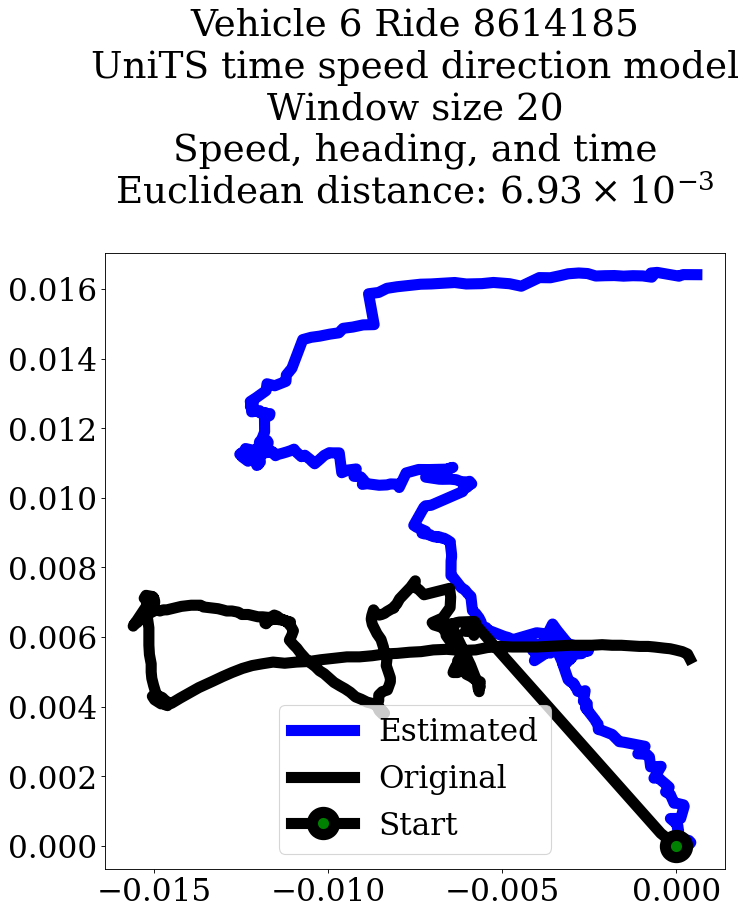 Vehicle 6 Ride 8614185
UniTS time speed direction model
Window size 20
Speed, heading, and time
Euclidean distance: 6.93 × 10⁻³
0.016
0.014
0.012
0.010
0.008
0.006
0.004
0.002
0.000
Estimated
Original
Start
−0.015 −0.010 −0.005 0.000